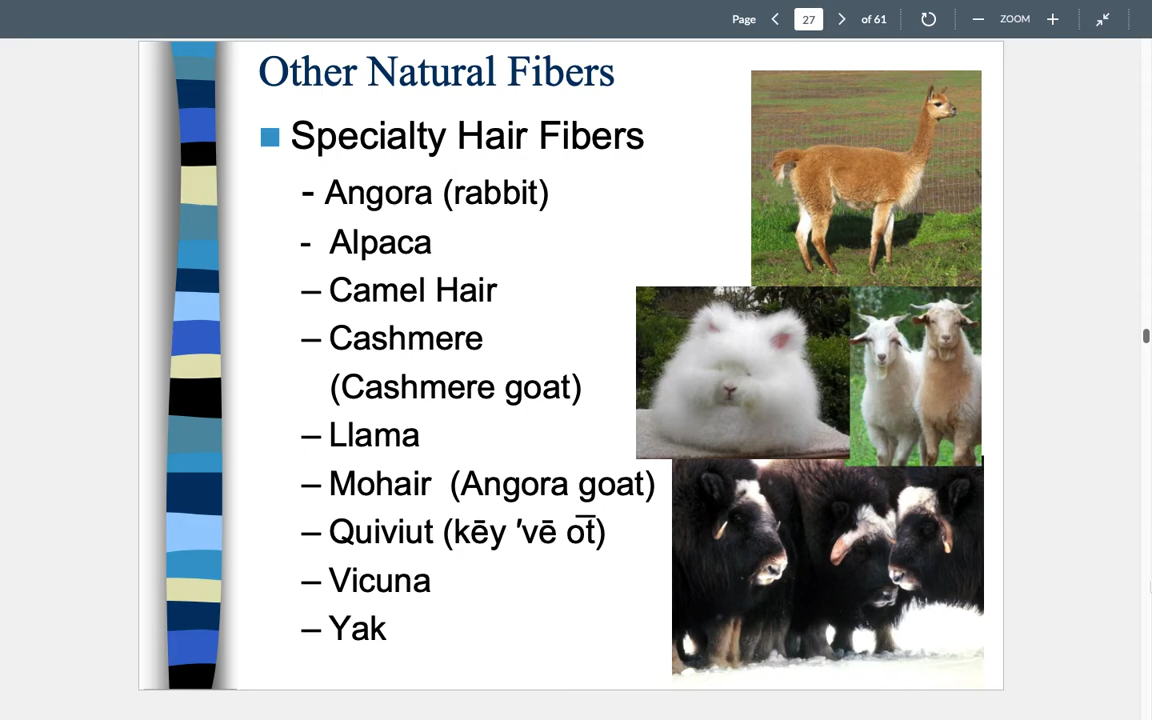 Page 27 of 61 ZOOM
Other Natural Fibers
Specialty Hair Fibers
- Angora (rabbit)
- Alpaca
– Camel Hair
– Cashmere
(Cashmere goat)
– Llama
– Mohair (Angora goat)
– Quiviut (kēy ′vē ot̅)
– Vicuna
– Yak